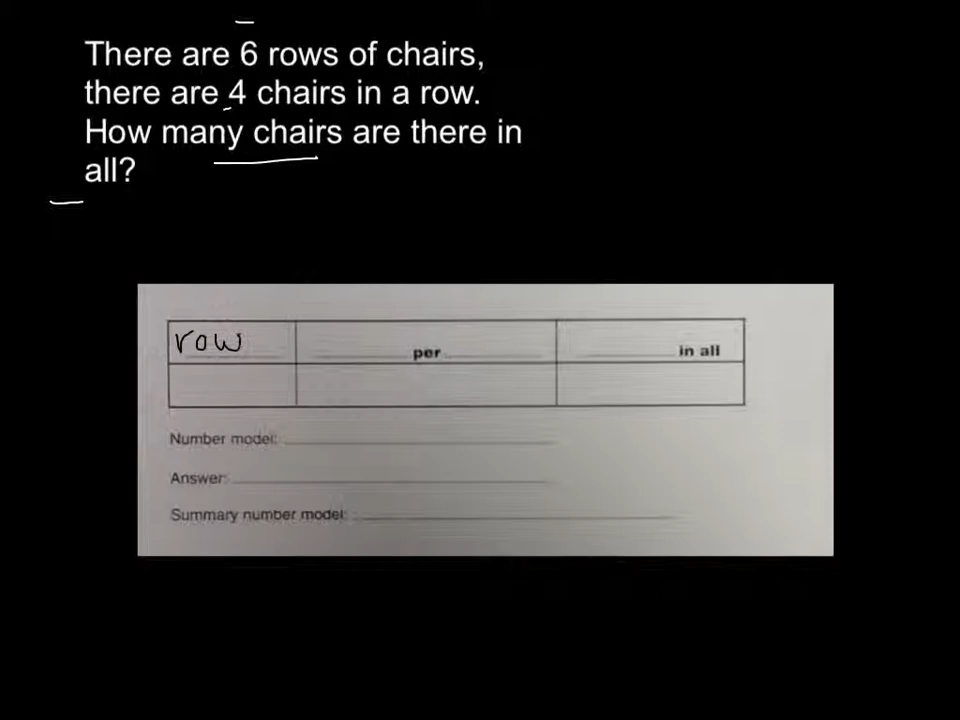 There are 6 rows of chairs,
there are 4 chairs in a row.
How many chairs are there in
all?
row
per
in all
Number model:
Answer:
Summary number model: